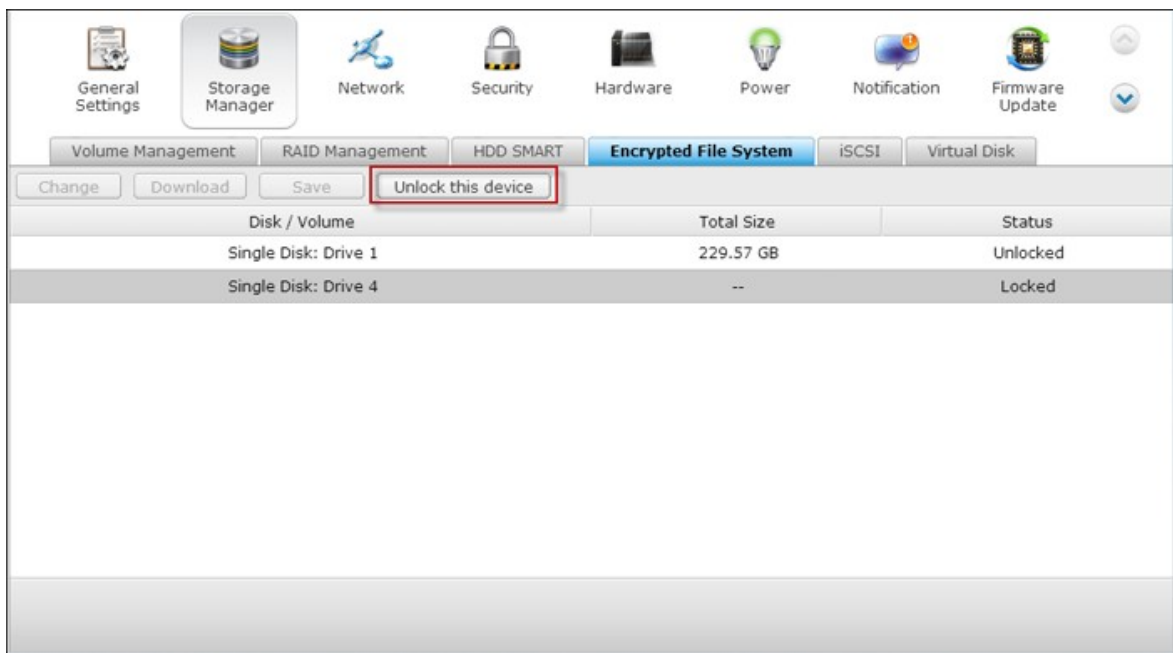 General Settings
Storage Manager
Network
Security
Hardware
Power
Notification
Firmware Update
Volume Management RAID Management HDD SMART Encrypted File System iSCSI Virtual Disk
Change Download Save Unlock this device
Disk / Volume Total Size Status
Single Disk: Drive 1 229.57 GB Unlocked
Single Disk: Drive 4 -- Locked